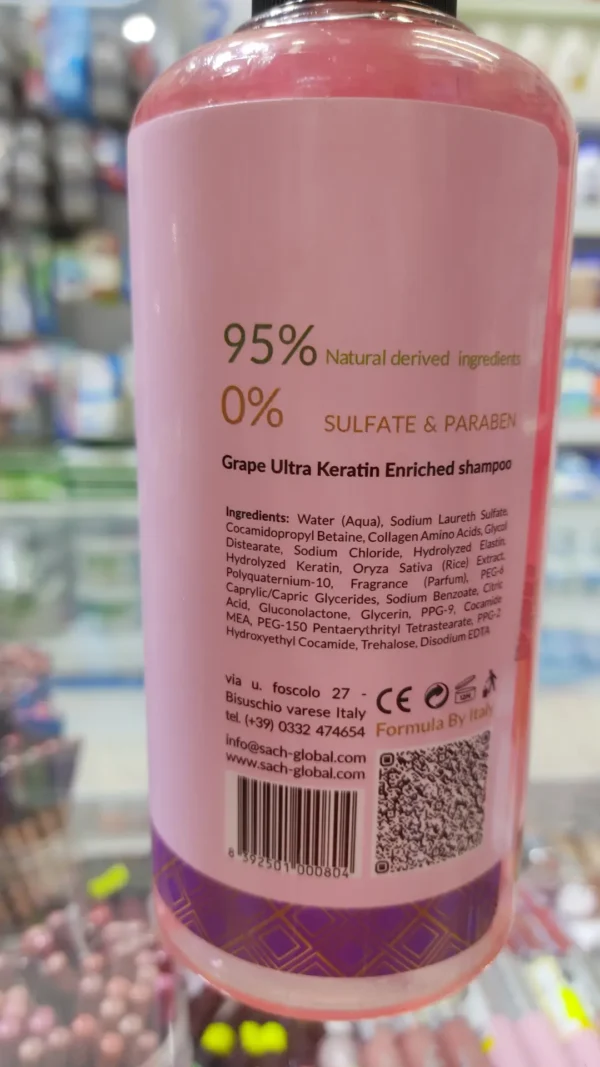 95% Natural derived ingredients
0% SULFATE & PARABEN
Grape Ultra Keratin Enriched shampoo
Ingredients: Water (Aqua), Sodium Laureth Sulfate,
Cocamidopropyl Betaine, Collagen Amino Acids, Glycol
Distearate, Sodium Chloride, Hydrolyzed Elastin,
Hydrolyzed Keratin, Oryza Sativa (Rice) Extract,
Polyquaternium-10, Fragrance (Parfum), PEG-6
Caprylic/Capric Glycerides, Sodium Benzoate, Citric
Acid, Gluconolactone, Glycerin, PPG-9, Cocamide
MEA, PEG-150 Pentaerythrityl Tetrastearate, PPG-2
Hydroxyethyl Cocamide, Trehalose, Disodium EDTA
via u. foscolo 27 -
Bisuschio varese Italy
tel. (+39) 0332 474654
info@sach-global.com
www.sach-global.com
CE
Formula By Italy
8 392501 000804